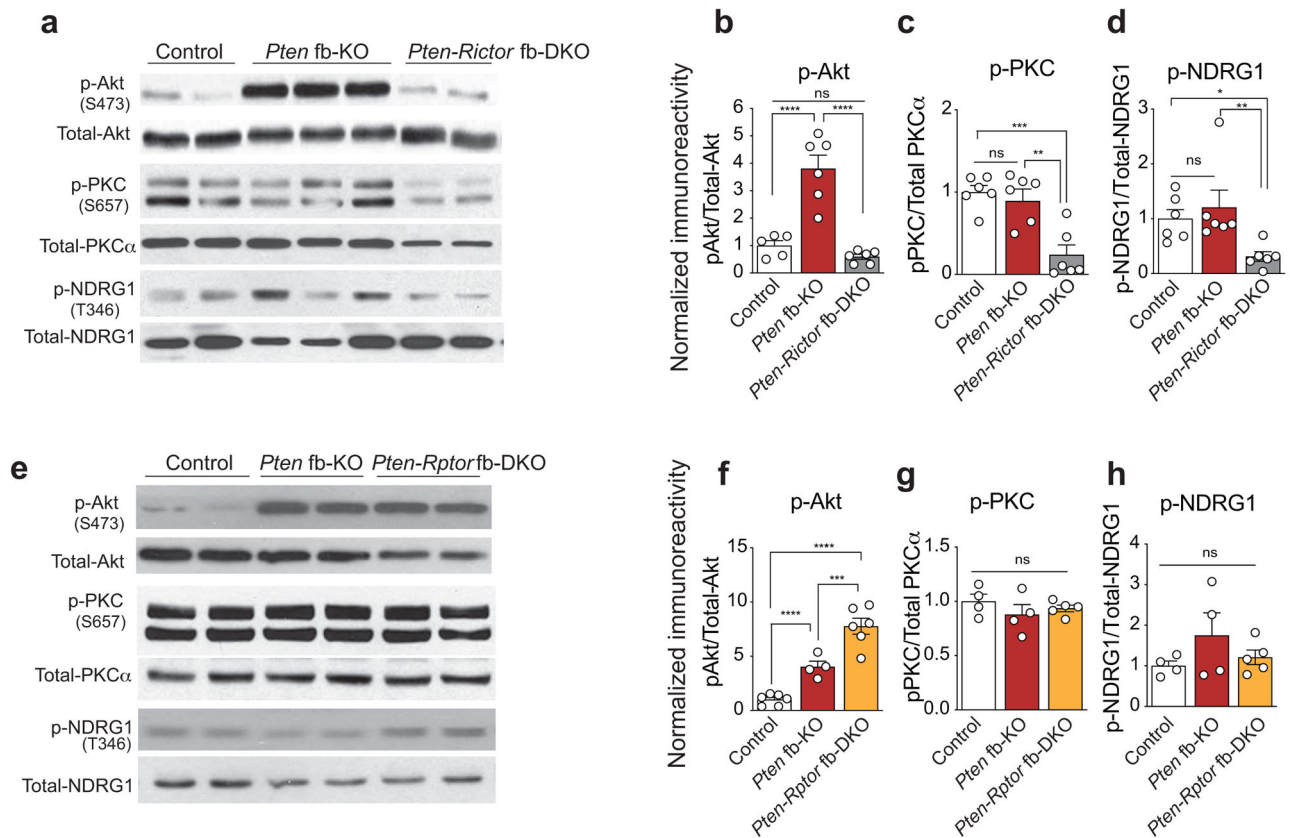 a
Control
Pten fb-KO
Pten-Rictor fb-DKO
p-Akt
(S473)
Total-Akt
p-PKC
(S657)
Total-PKCα
p-NDRG1
(T346)
Total-NDRG1
b
p-Akt
Normalized immunoreactivity
pAkt/Total-Akt
6
5
4
3
2
1
0
ns
**** ****
Control
Pten fb-KO
Pten-Rictor fb-DKO
c
p-PKC
pPKC/Total PKCα
2
1
0
***
ns **
Control
Pten fb-KO
Pten-Rictor fb-DKO
d
p-NDRG1
p-NDRG1/Total-NDRG1
3
2
1
0
*
**
ns
Control
Pten fb-KO
Pten-Rictor fb-DKO
e
Control
Pten fb-KO
Pten-Rptor fb-DKO
p-Akt
(S473)
Total-Akt
p-PKC
(S657)
Total-PKCα
p-NDRG1
(T346)
Total-NDRG1
f
p-Akt
Normalized immunoreactivity
pAkt/Total-Akt
15
10
5
0
****
***
****
Control
Pten fb-KO
Pten-Rptor fb-DKO
g
p-PKC
pPKC/Total PKCα
1.5
1.0
0.5
0.0
ns
Control
Pten fb-KO
Pten-Rptor fb-DKO
h
p-NDRG1
p-NDRG1/Total-NDRG1
4
3
2
1
0
ns
Control
Pten fb-KO
Pten-Rptor fb-DKO